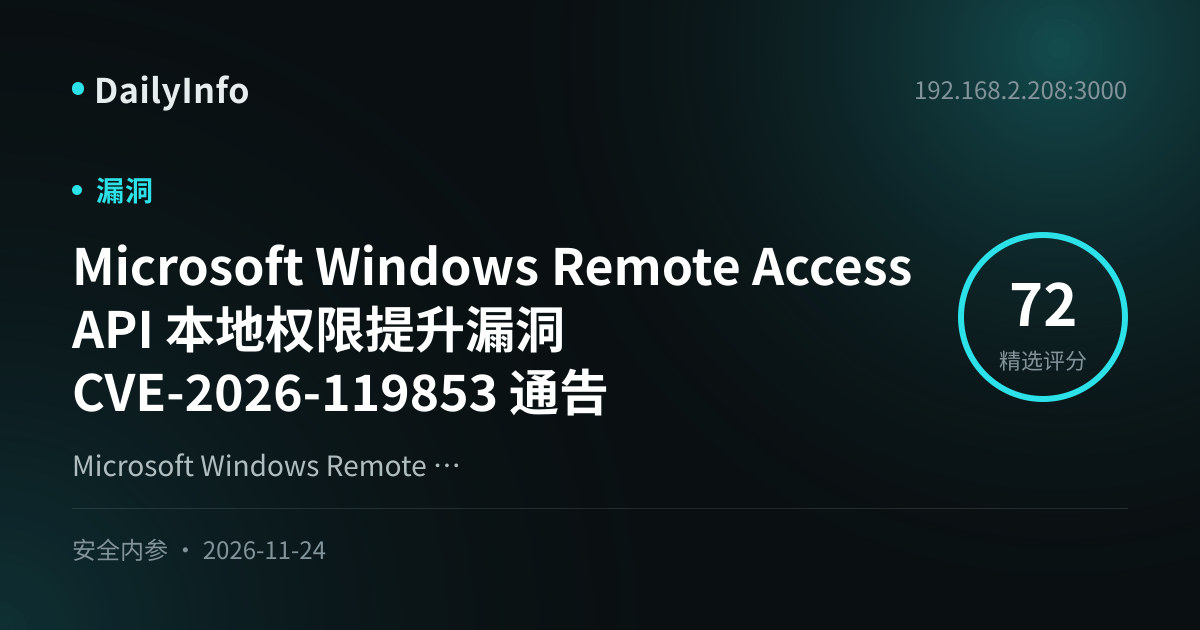 DailyInfo
192.168.2.208:3000
漏洞
Microsoft Windows Remote Access
API 本地权限提升漏洞
CVE-2026-119853 通告
72
精选评分
Microsoft Windows Remote ···
安全内参 · 2026-11-24